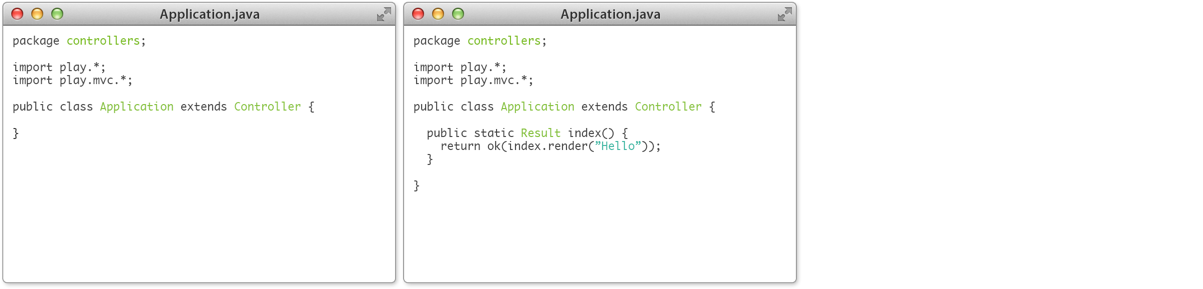 Application.java
package controllers;
import play.*;
import play.mvc.*;
public class Application extends Controller {
}
Application.java
package controllers;
import play.*;
import play.mvc.*;
public class Application extends Controller {
public static Result index() {
return ok(index.render(”Hello”));
}
}